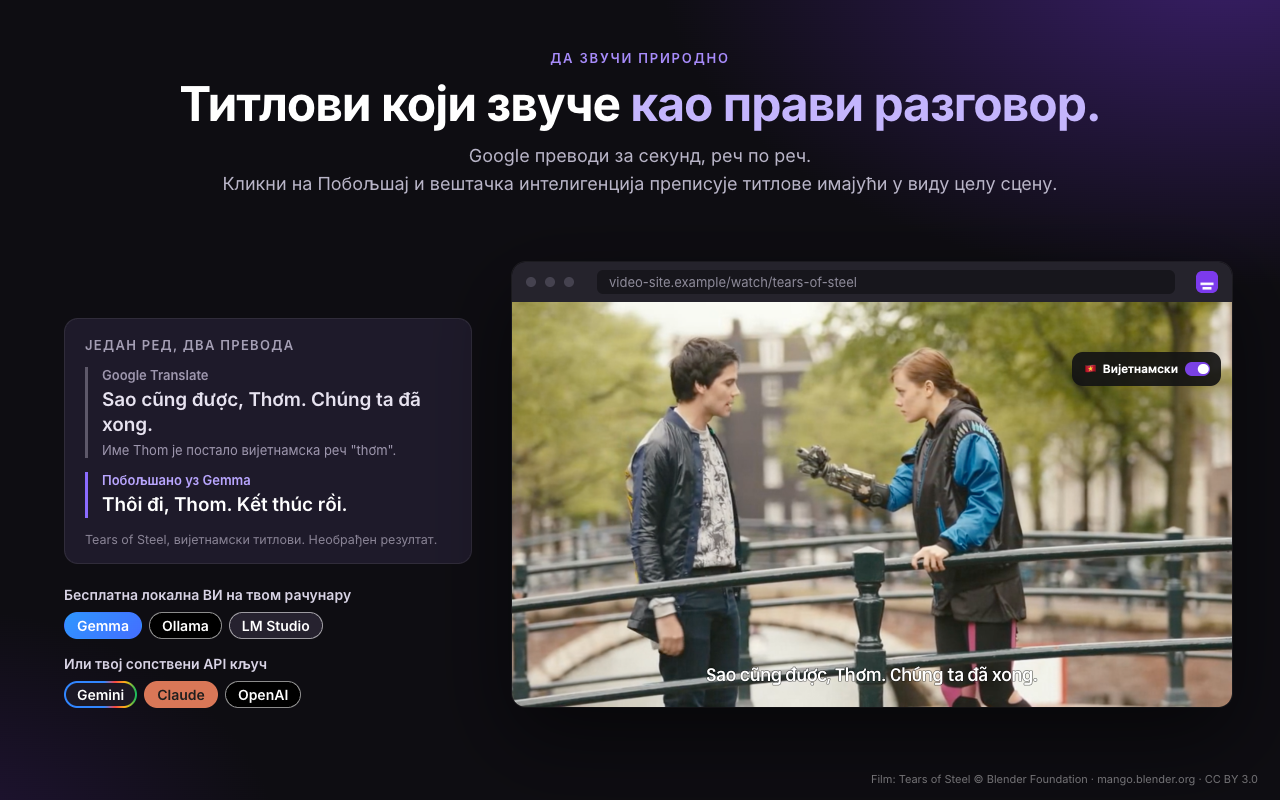 ДА ЗВУЧИ ПРИРОДНО
Титлови који звуче као прави разговор.
Google преводи за секунд, реч по реч.
Кликни на Побољшај и вештачка интелигенција преписује титлове имајући у виду целу сцену.
ЈЕДАН РЕД, ДВА ПРЕВОДА
Google Translate
Sao cũng được, Thơm. Chúng ta đã
xong.
Име Thom је постало вијетнамска реч "thơm".
Побољшано уз Gemma
Thôi đi, Thom. Kết thúc rồi.
Tears of Steel, вијетнамски титлови. Необрађен резултат.
Бесплатна локална ВИ на твом рачунару
Gemma Ollama LM Studio
Или твој сопствени API кључ
Gemini Claude OpenAI
video-site.example/watch/tears-of-steel
Вијетнамски
Sao cũng được, Thơm. Chúng ta đã xong.
Film: Tears of Steel © Blender Foundation · mango.blender.org · CC BY 3.0